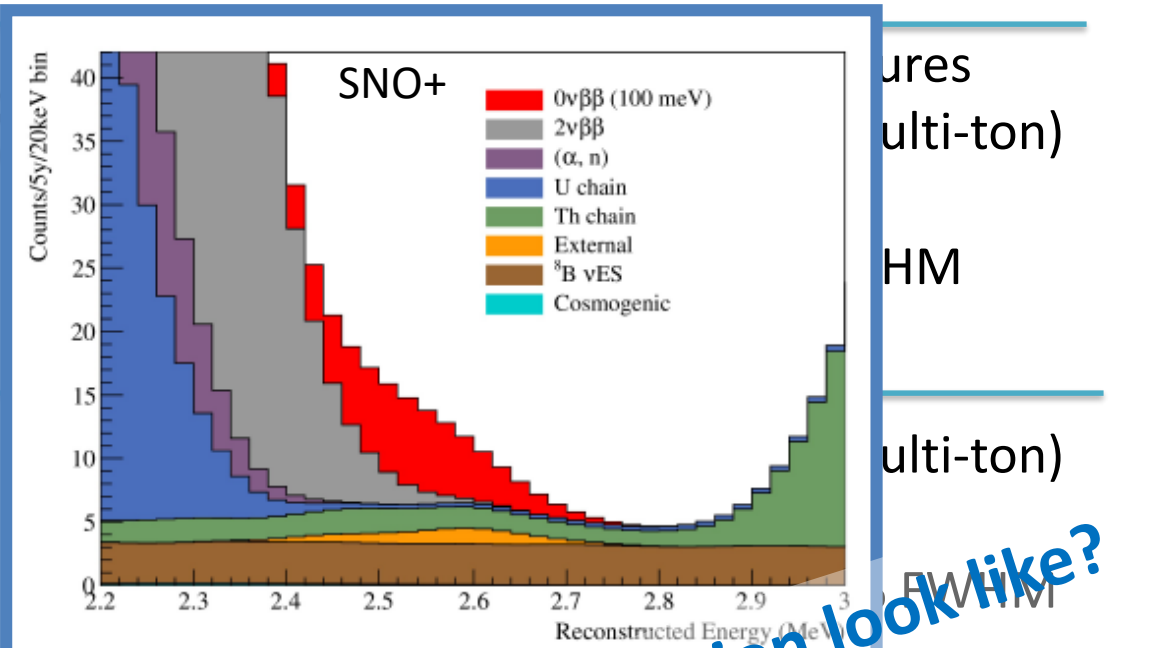 SNO+
Counts/5y/20keV bin
40
35
30
25
20
15
10
5
0
0νββ (100 meV)
2νββ
(α, n)
U chain
Th chain
External
⁸B νES
Cosmogenic
2.2 2.3 2.4 2.5 2.6 2.7 2.8 2.9 3
Reconstructed Energy (MeV)
ures
ulti-ton)
HM
ulti-ton)
FWHM
look like?